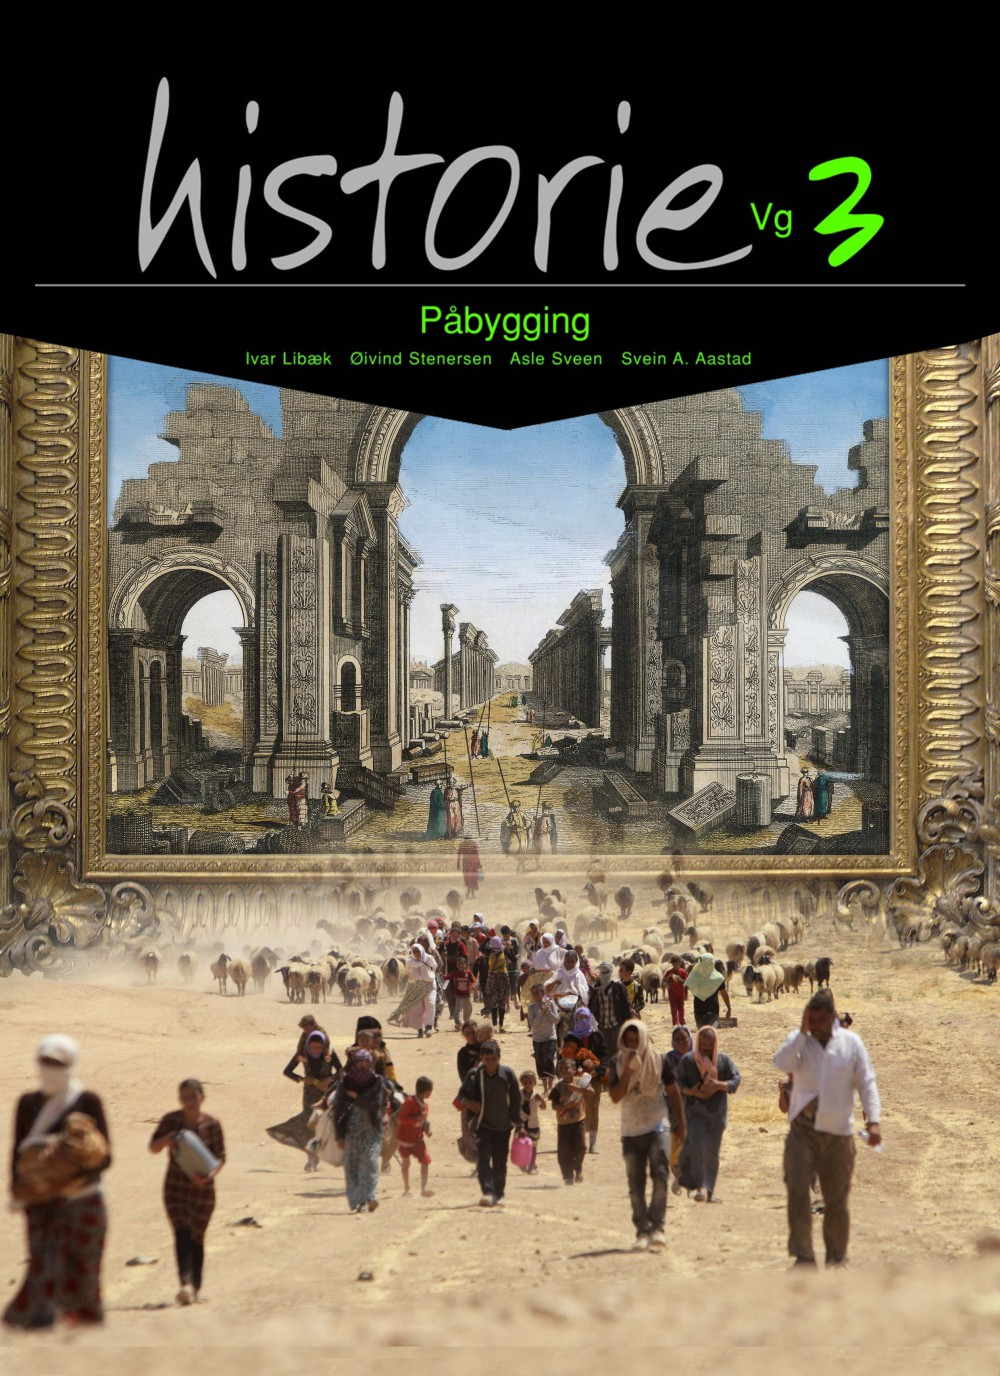 historie Vg 3
Påbygging
Ivar Libæk Øivind Stenersen Asle Sveen Svein A. Aastad